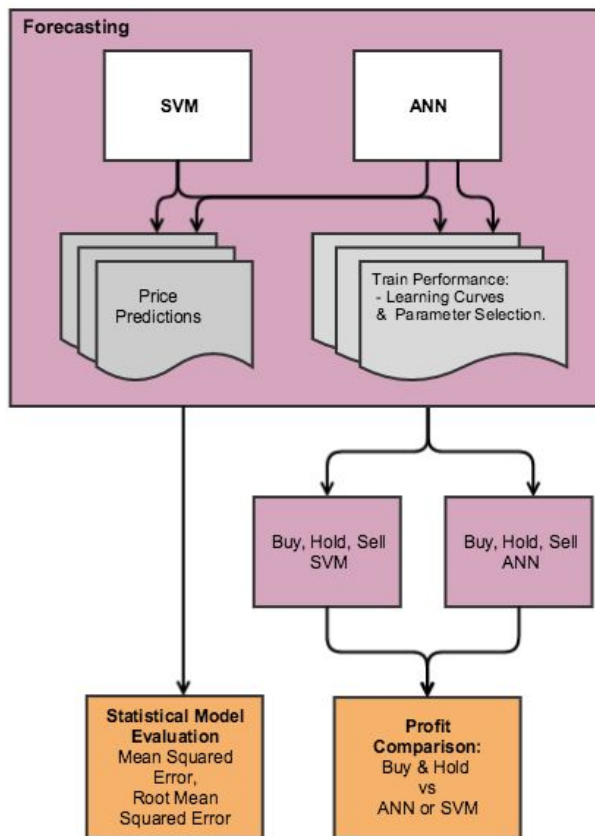 Forecasting
SVM
ANN
Price
Predictions
Train Performance:
- Learning Curves
& Parameter Selection.
Buy, Hold, Sell
SVM
Buy, Hold, Sell
ANN
Statistical Model
Evaluation
Mean Squared
Error,
Root Mean
Squared Error
Profit
Comparison:
Buy & Hold
vs
ANN or SVM